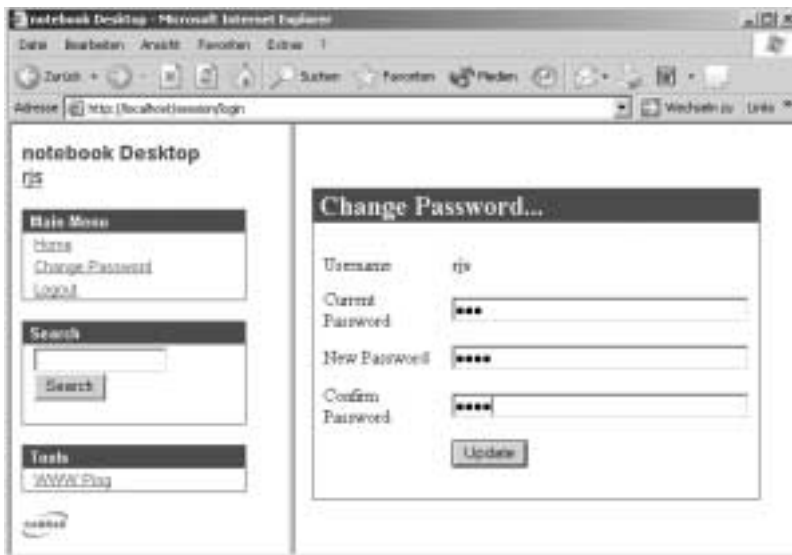 notebook Desktop - Microsoft Internet Explorer
Datei Bearbeiten Ansicht Favoriten Extras ?
Zurück Suchen Favoriten Medien
Adresse http://localhost/session/login Wechseln zu Links »
notebook Desktop
rjs
Main Menu
Home
Change Password
Logout
Search
Search
Tools
WWW Ping
Change Password...
Username rjs
Current
Password
New Password
Confirm
Password
Update